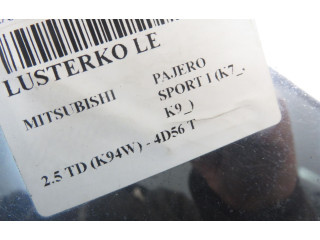 LUSTERKO LE
MITSUBISHI
PAJERO
SPORT I (K7_,
K9_)
2.5 TD (K94W) - 4D56 T